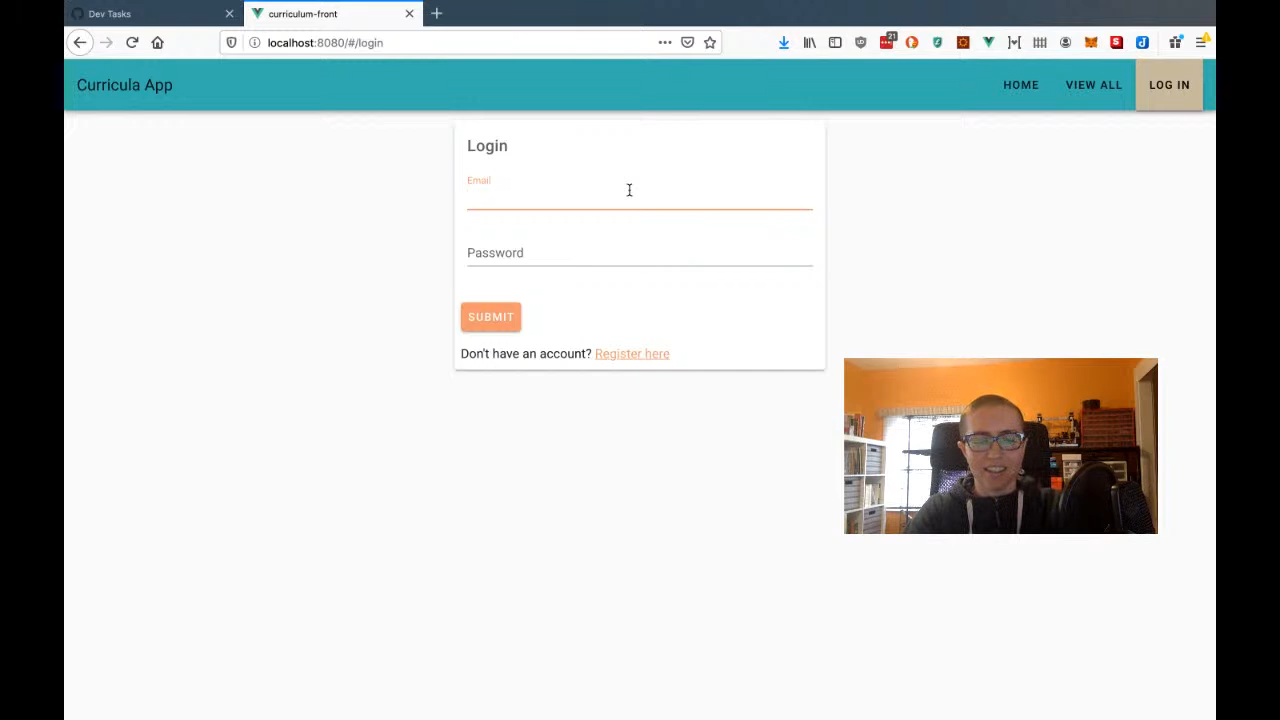 Dev Tasks
curriculum-front
localhost:8080/#/login
21
Curricula App
HOME
VIEW ALL
LOG IN
Login
Email
Password
SUBMIT
Don't have an account? Register here